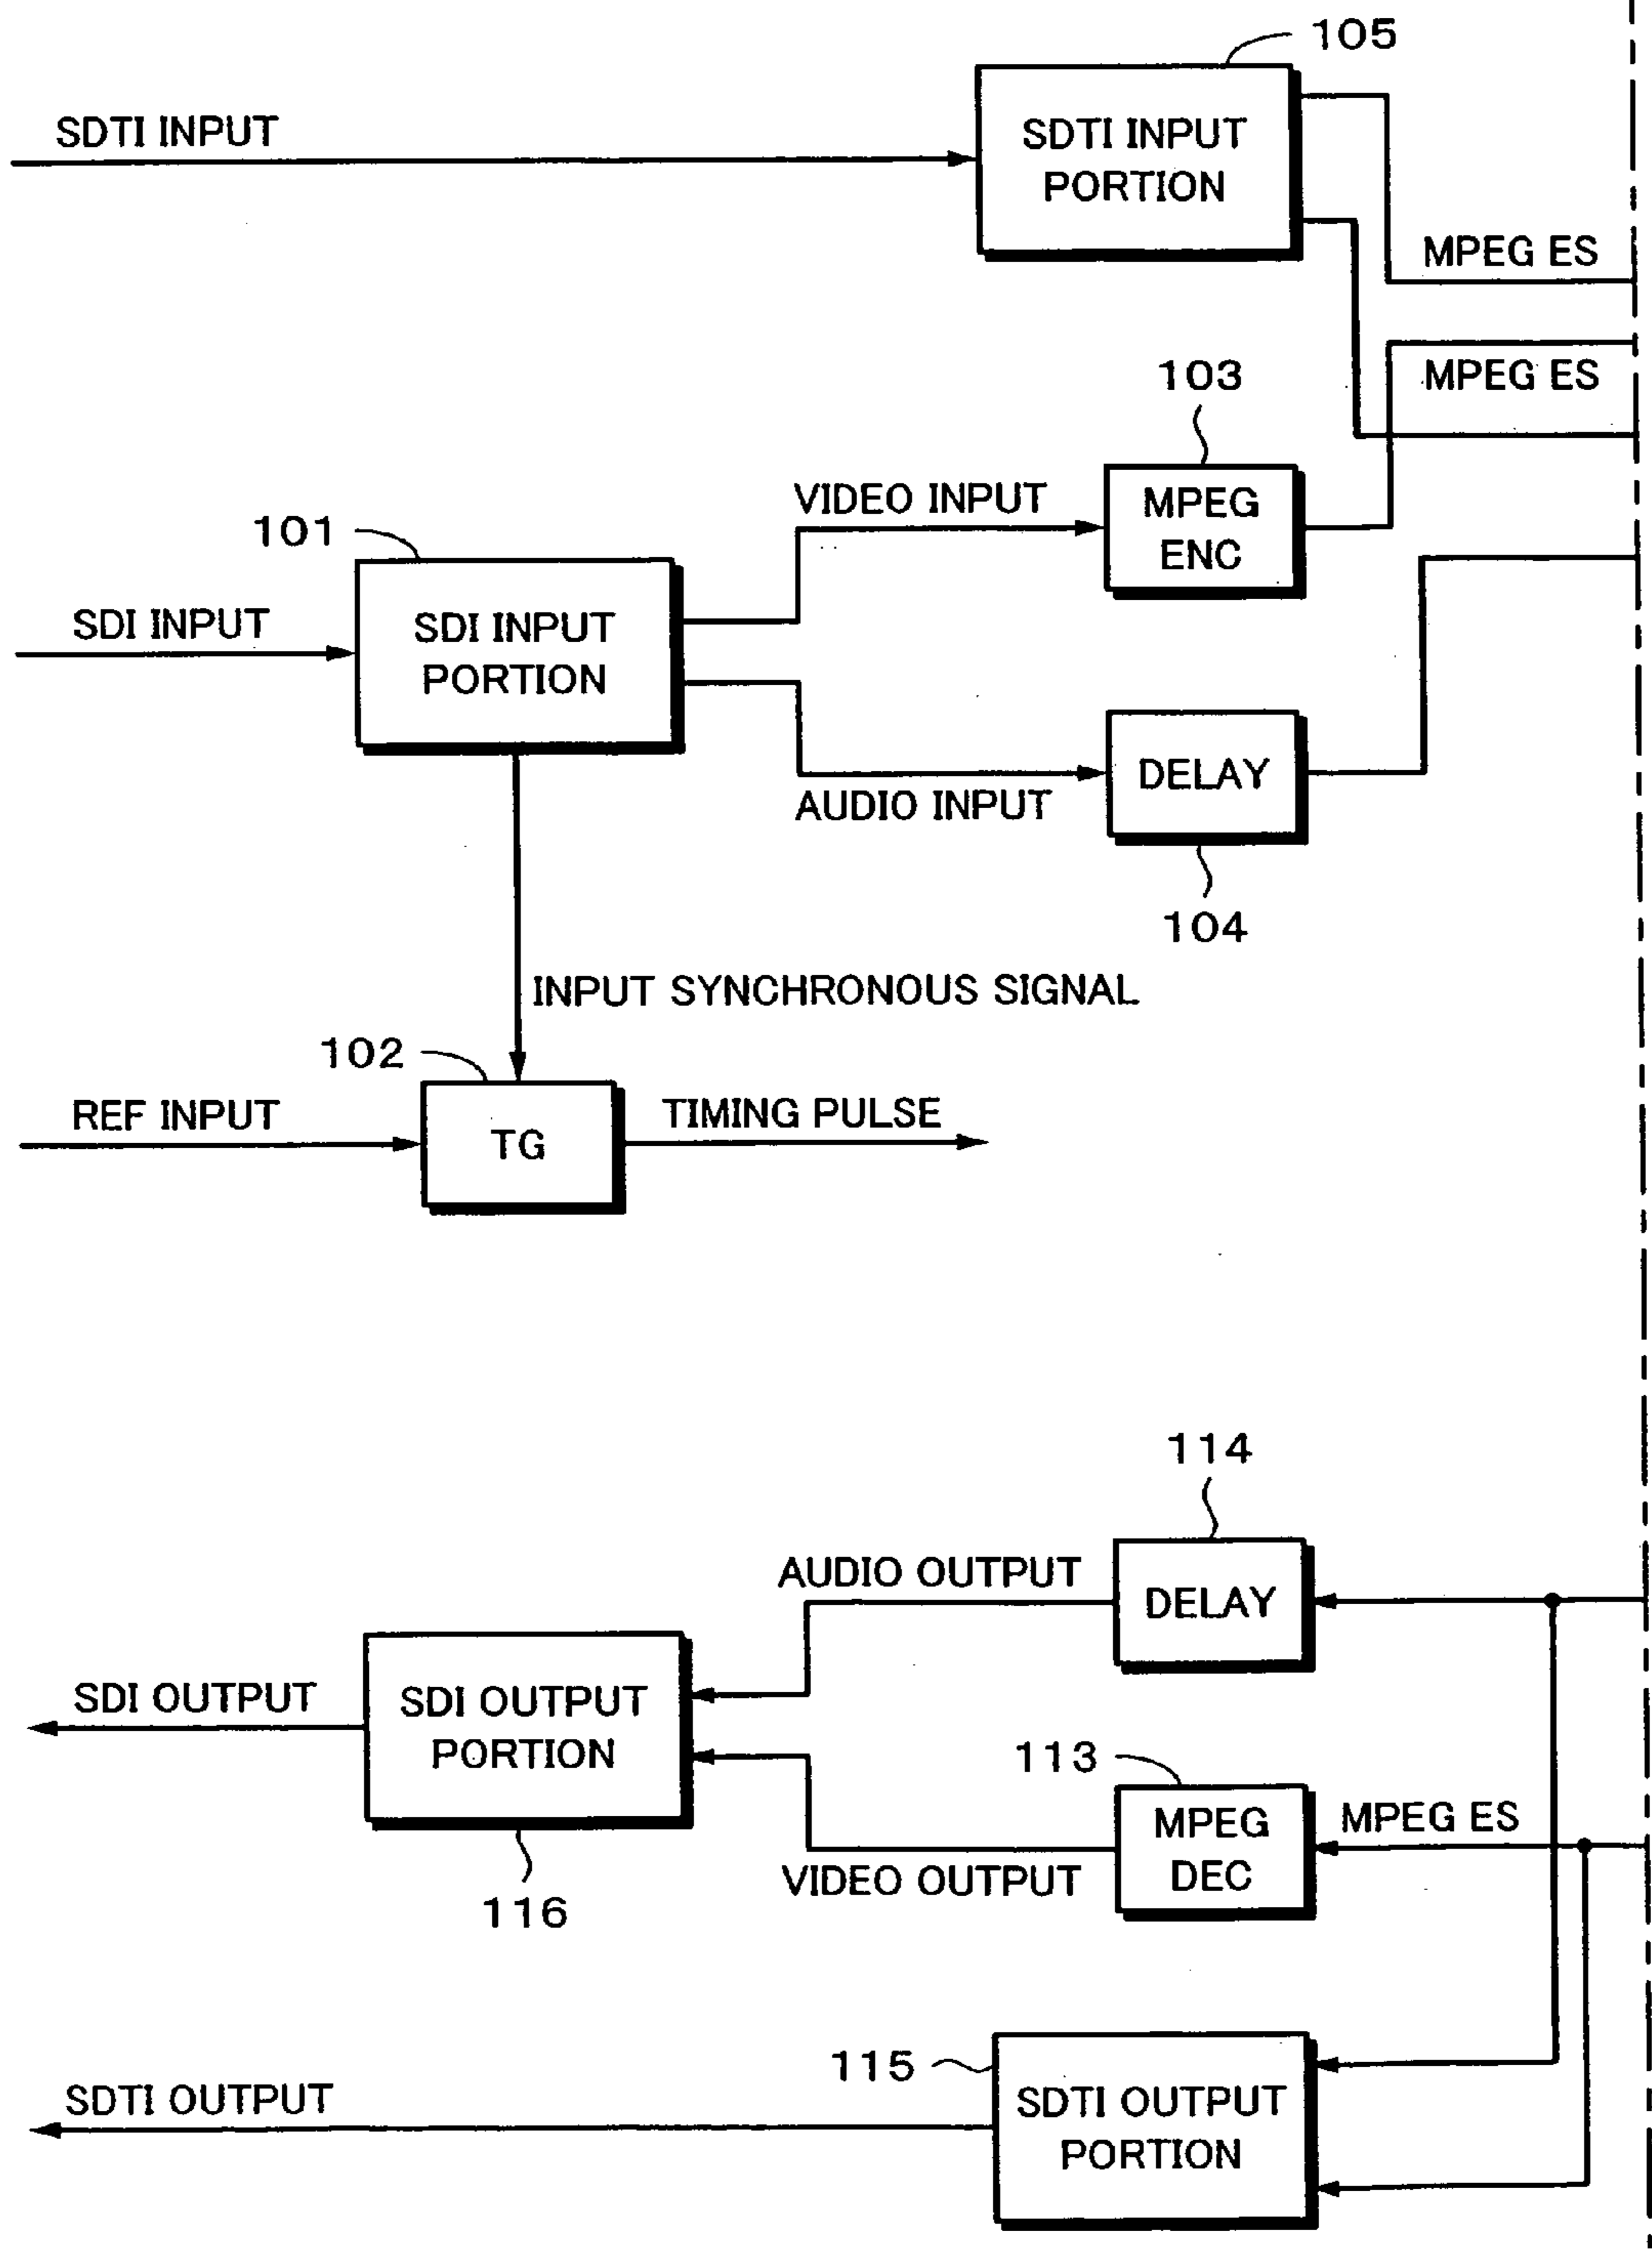 105
SDTI INPUT
SDTI INPUT
PORTION
MPEG ES
MPEG ES
103
VIDEO INPUT
MPEG
ENC
101
SDI INPUT
SDI INPUT
PORTION
DELAY
AUDIO INPUT
104
INPUT SYNCHRONOUS SIGNAL
102
REF INPUT
TG
TIMING PULSE
114
AUDIO OUTPUT
DELAY
SDI OUTPUT
SDI OUTPUT
PORTION
113
MPEG ES
MPEG
DEC
VIDEO OUTPUT
116
115
SDTI OUTPUT
SDTI OUTPUT
PORTION